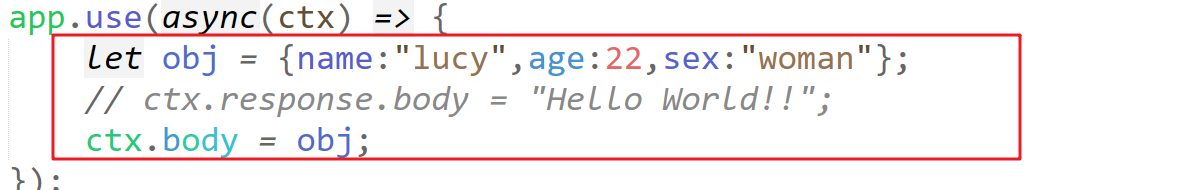 app.use(async(ctx) => {
let obj = {name:"lucy",age:22,sex:"woman"};
// ctx.response.body = "Hello World!!";
ctx.body = obj;
});